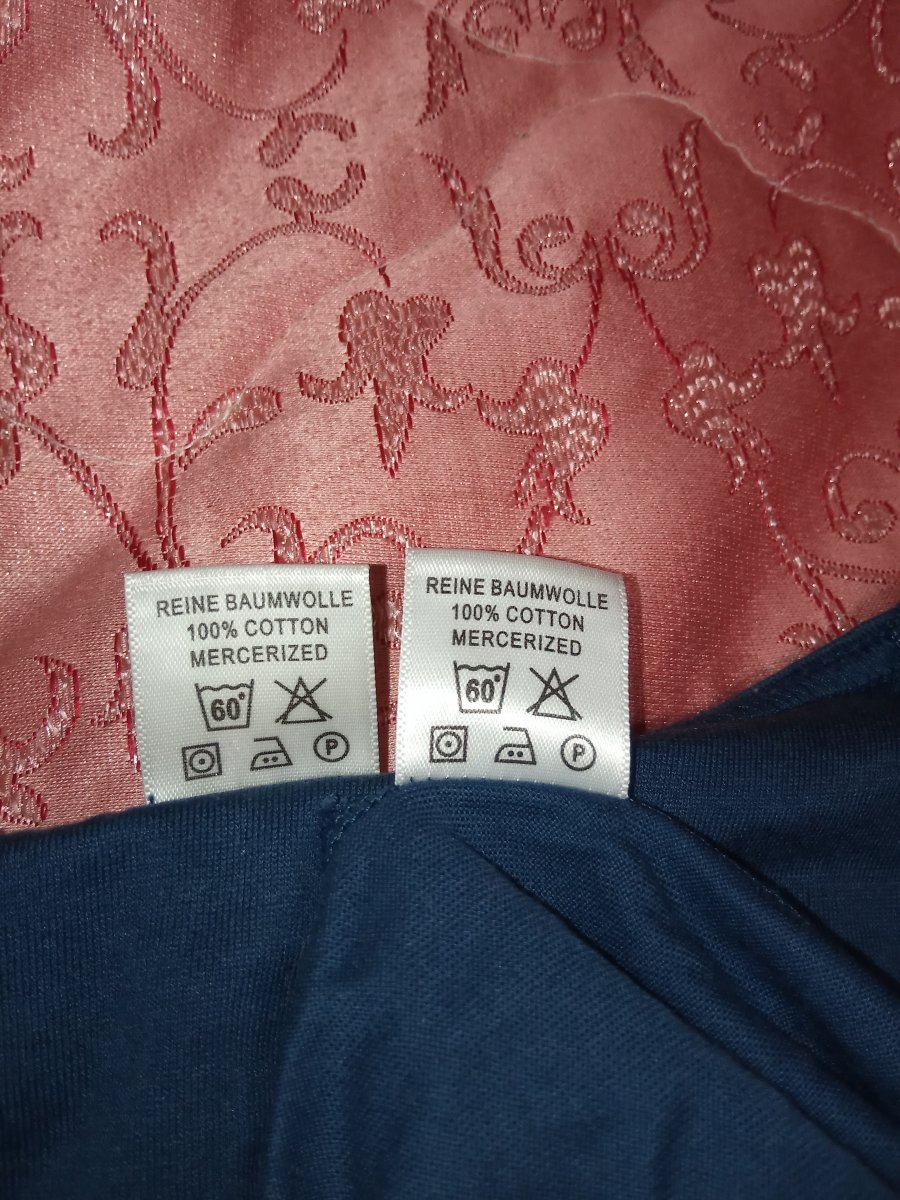 REINE BAUMWOLLE
100% COTTON
MERCERIZED
60°
P
REINE BAUMWOLLE
100% COTTON
MERCERIZED
60°
P